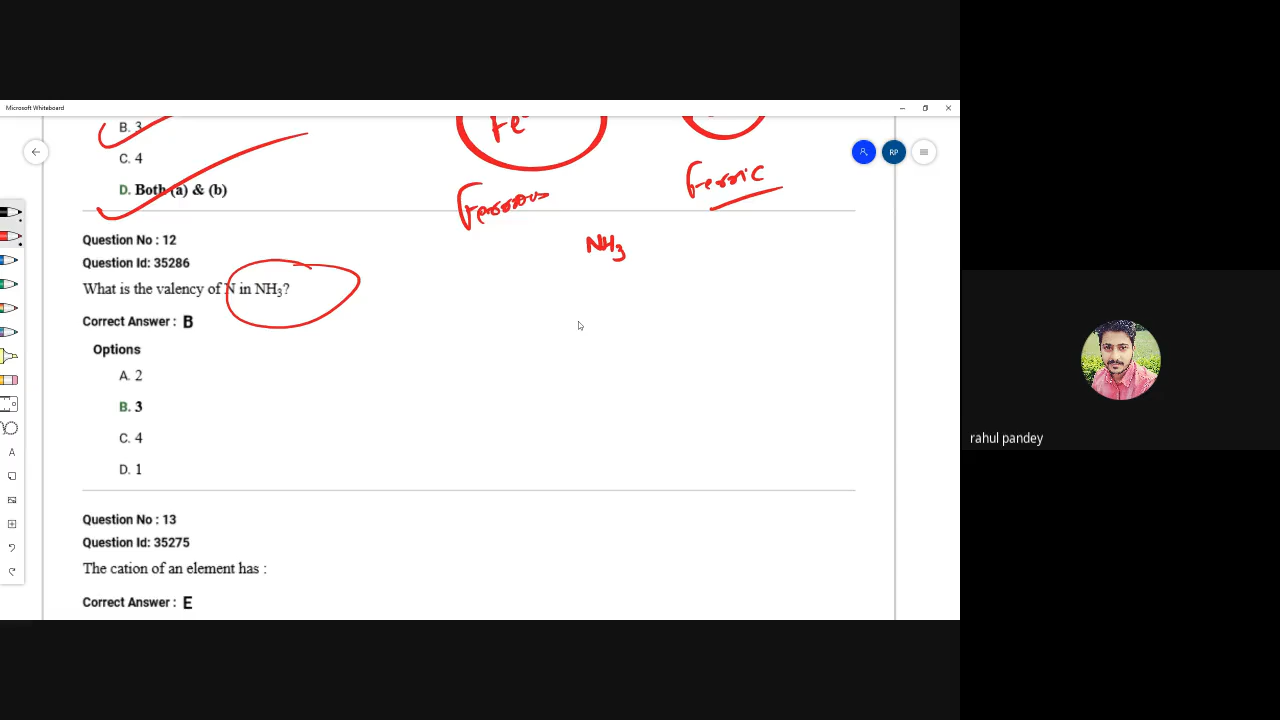 Microsoft Whiteboard
B. 3
Fe
C. 4
RP
D. Both (a) & (b)
Ferrous
Ferric
Question No : 12
NH3
Question Id: 35286
What is the valency of N in NH3?
Correct Answer : B
Options
A. 2
B. 3
C. 4
D. 1
A
Question No : 13
Question Id: 35275
The cation of an element has :
Correct Answer : E
rahul pandey